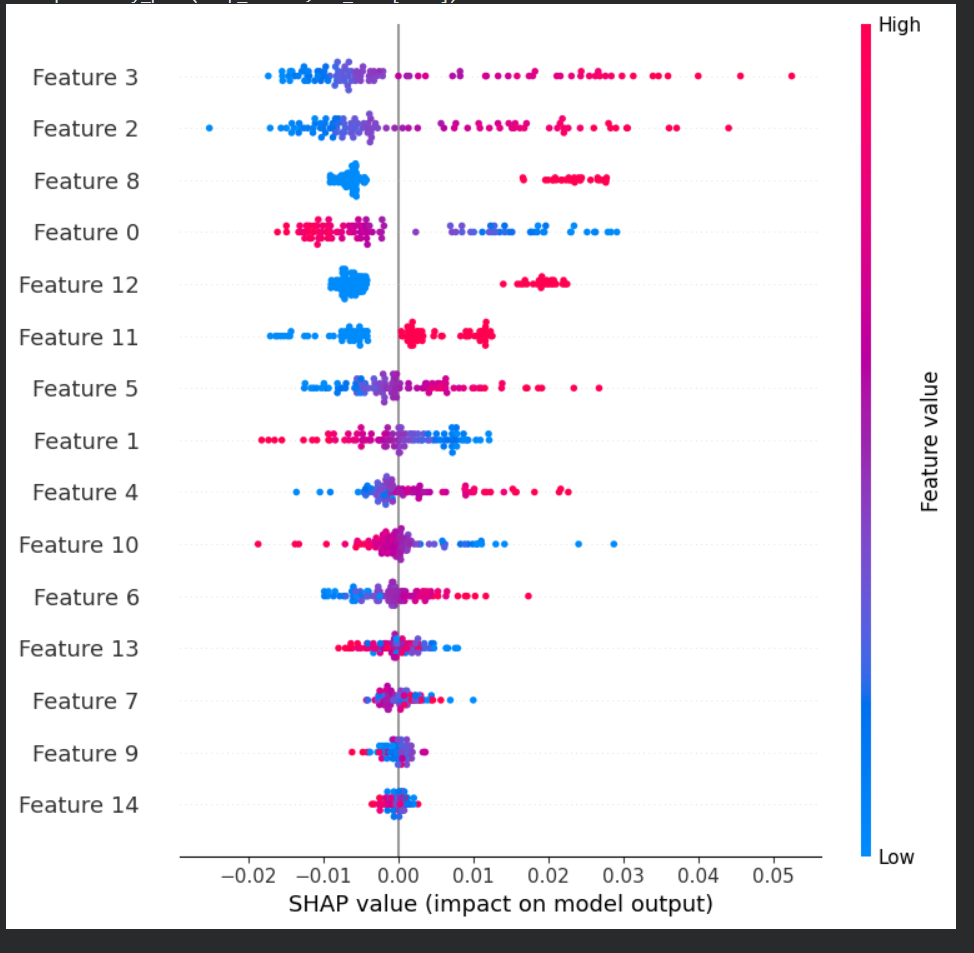 High
Feature 3
Feature 2
Feature 8
Feature 0
Feature 12
Feature 11
Feature 5
Feature 1
Feature 4
Feature 10
Feature 6
Feature 13
Feature 7
Feature 9
Feature 14
Feature value
Low
−0.02 −0.01 0.00 0.01 0.02 0.03 0.04 0.05
SHAP value (impact on model output)